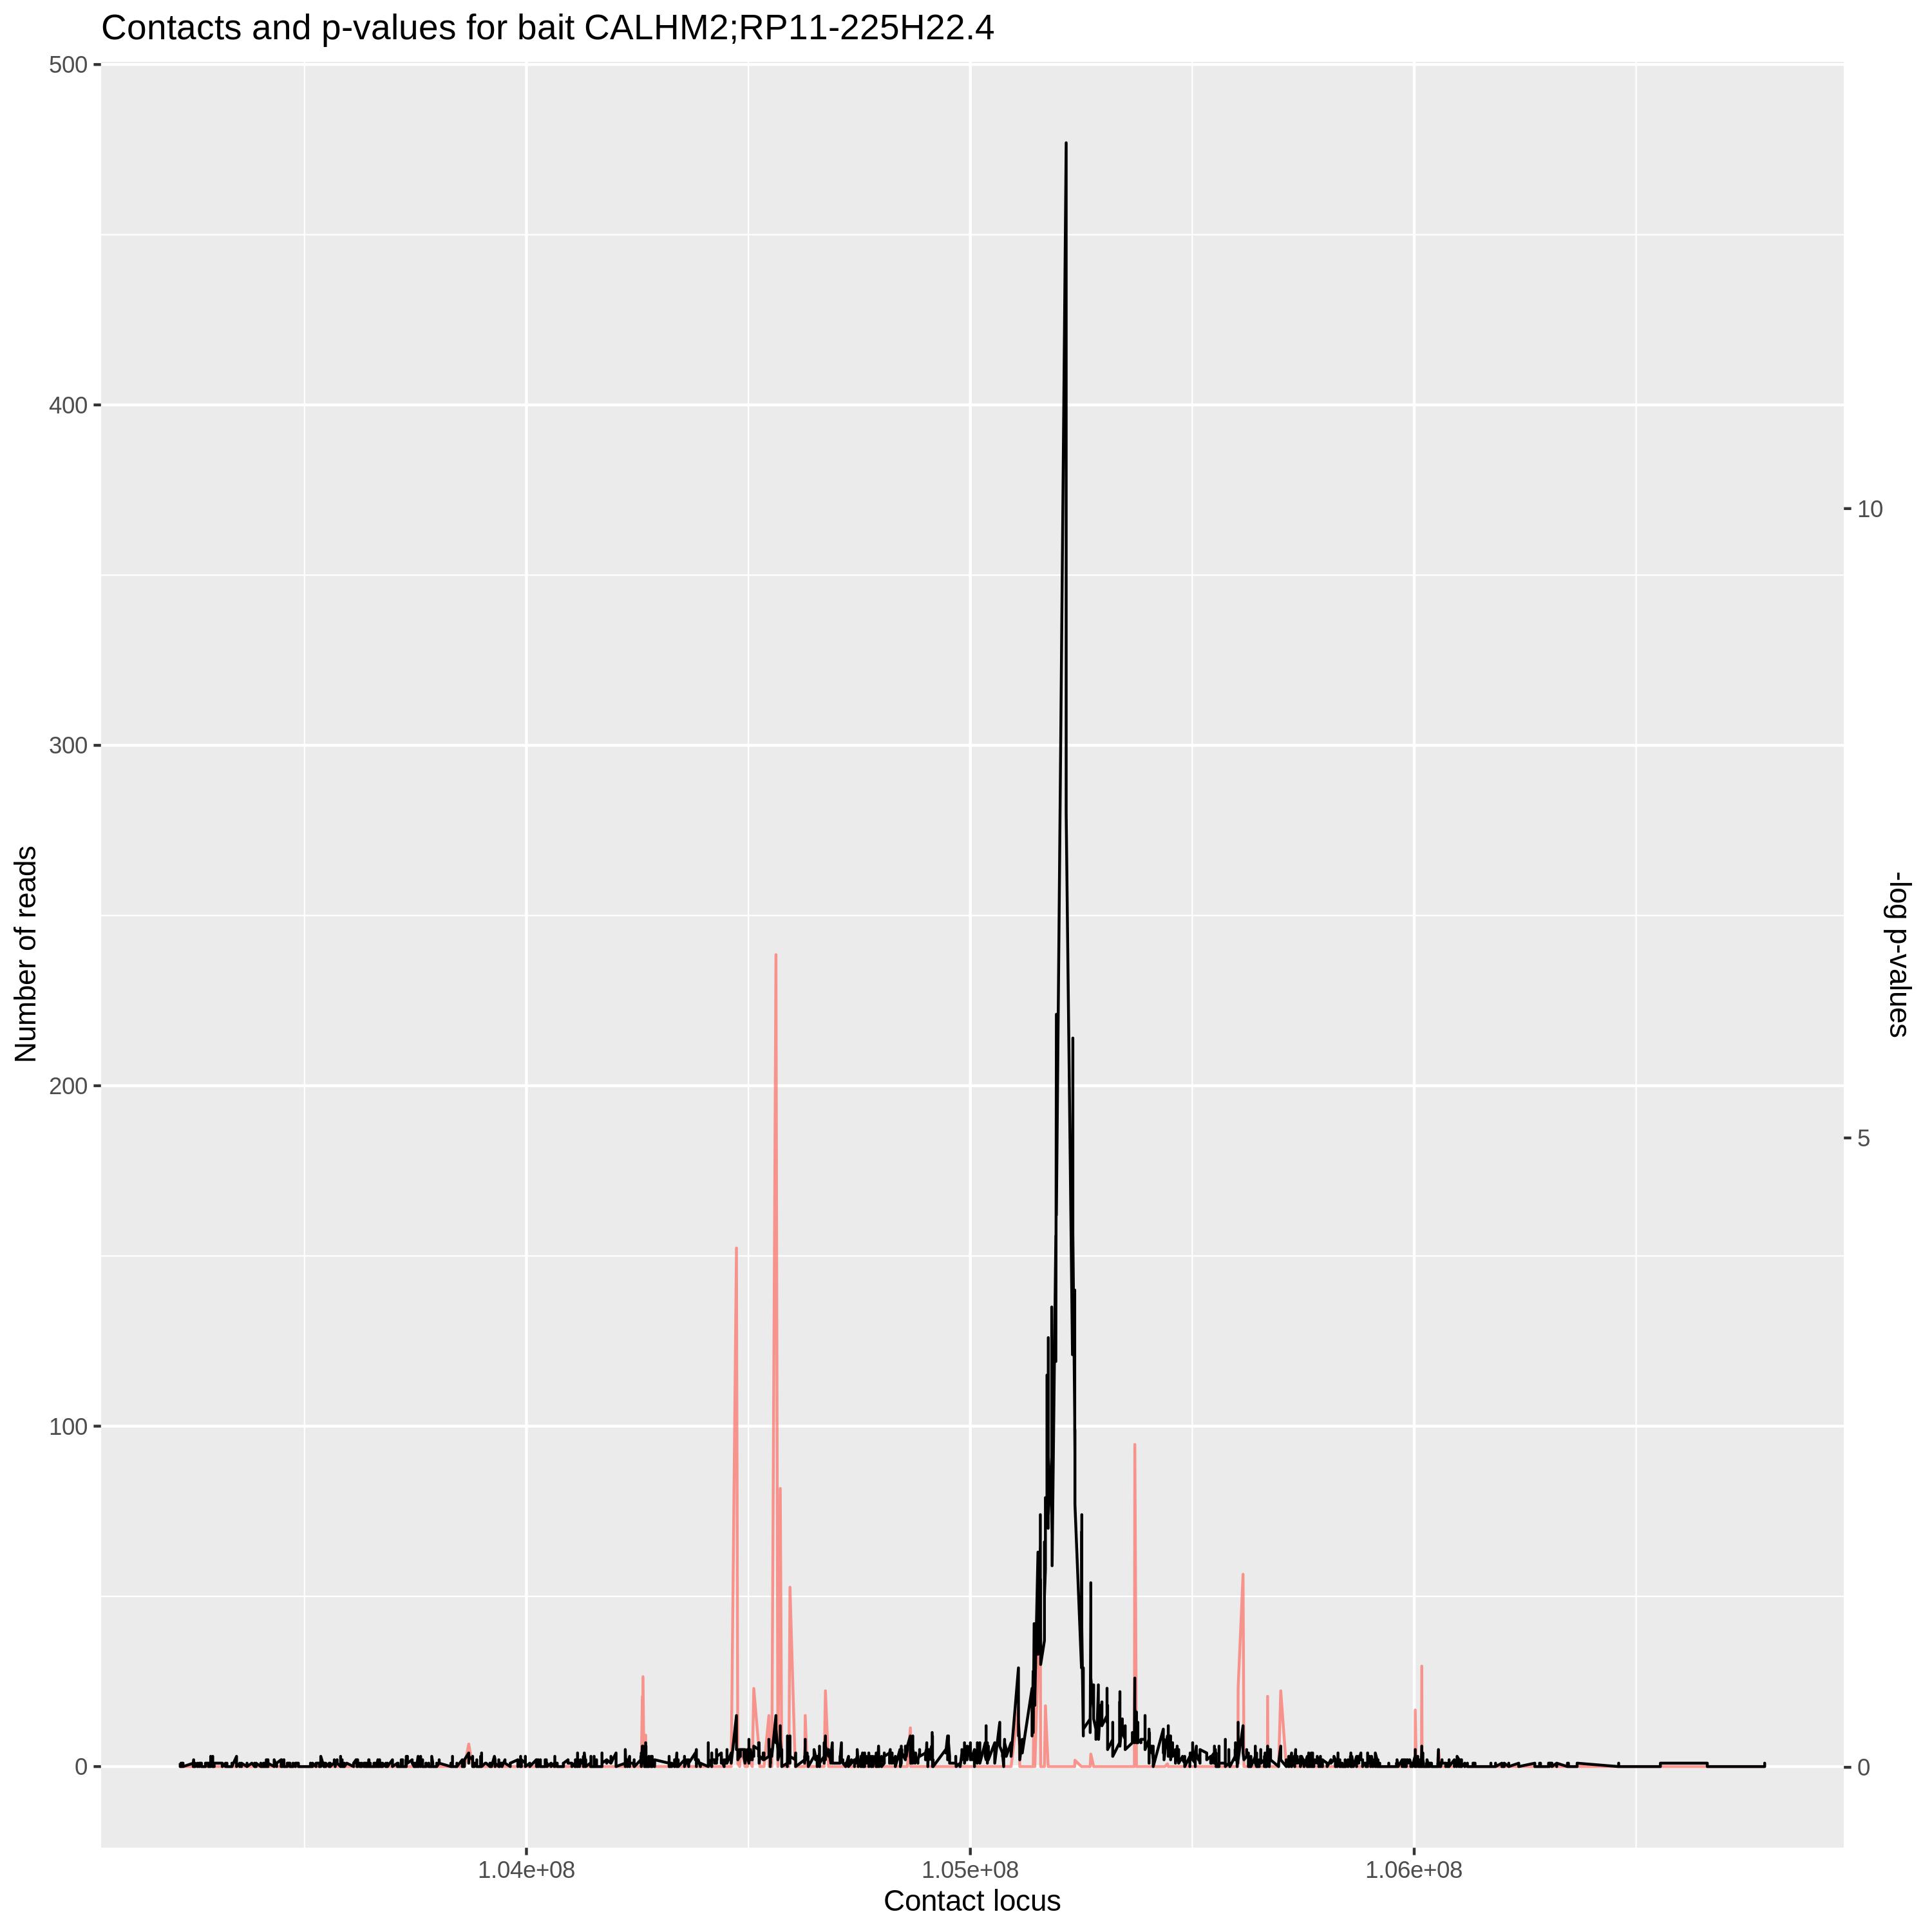 Contacts and p-values for bait CALHM2;RP11-225H22.4
500
400
300
200
100
0
Number of reads
10
5
0
-log p-values
1.04e+08
1.05e+08
1.06e+08
Contact locus